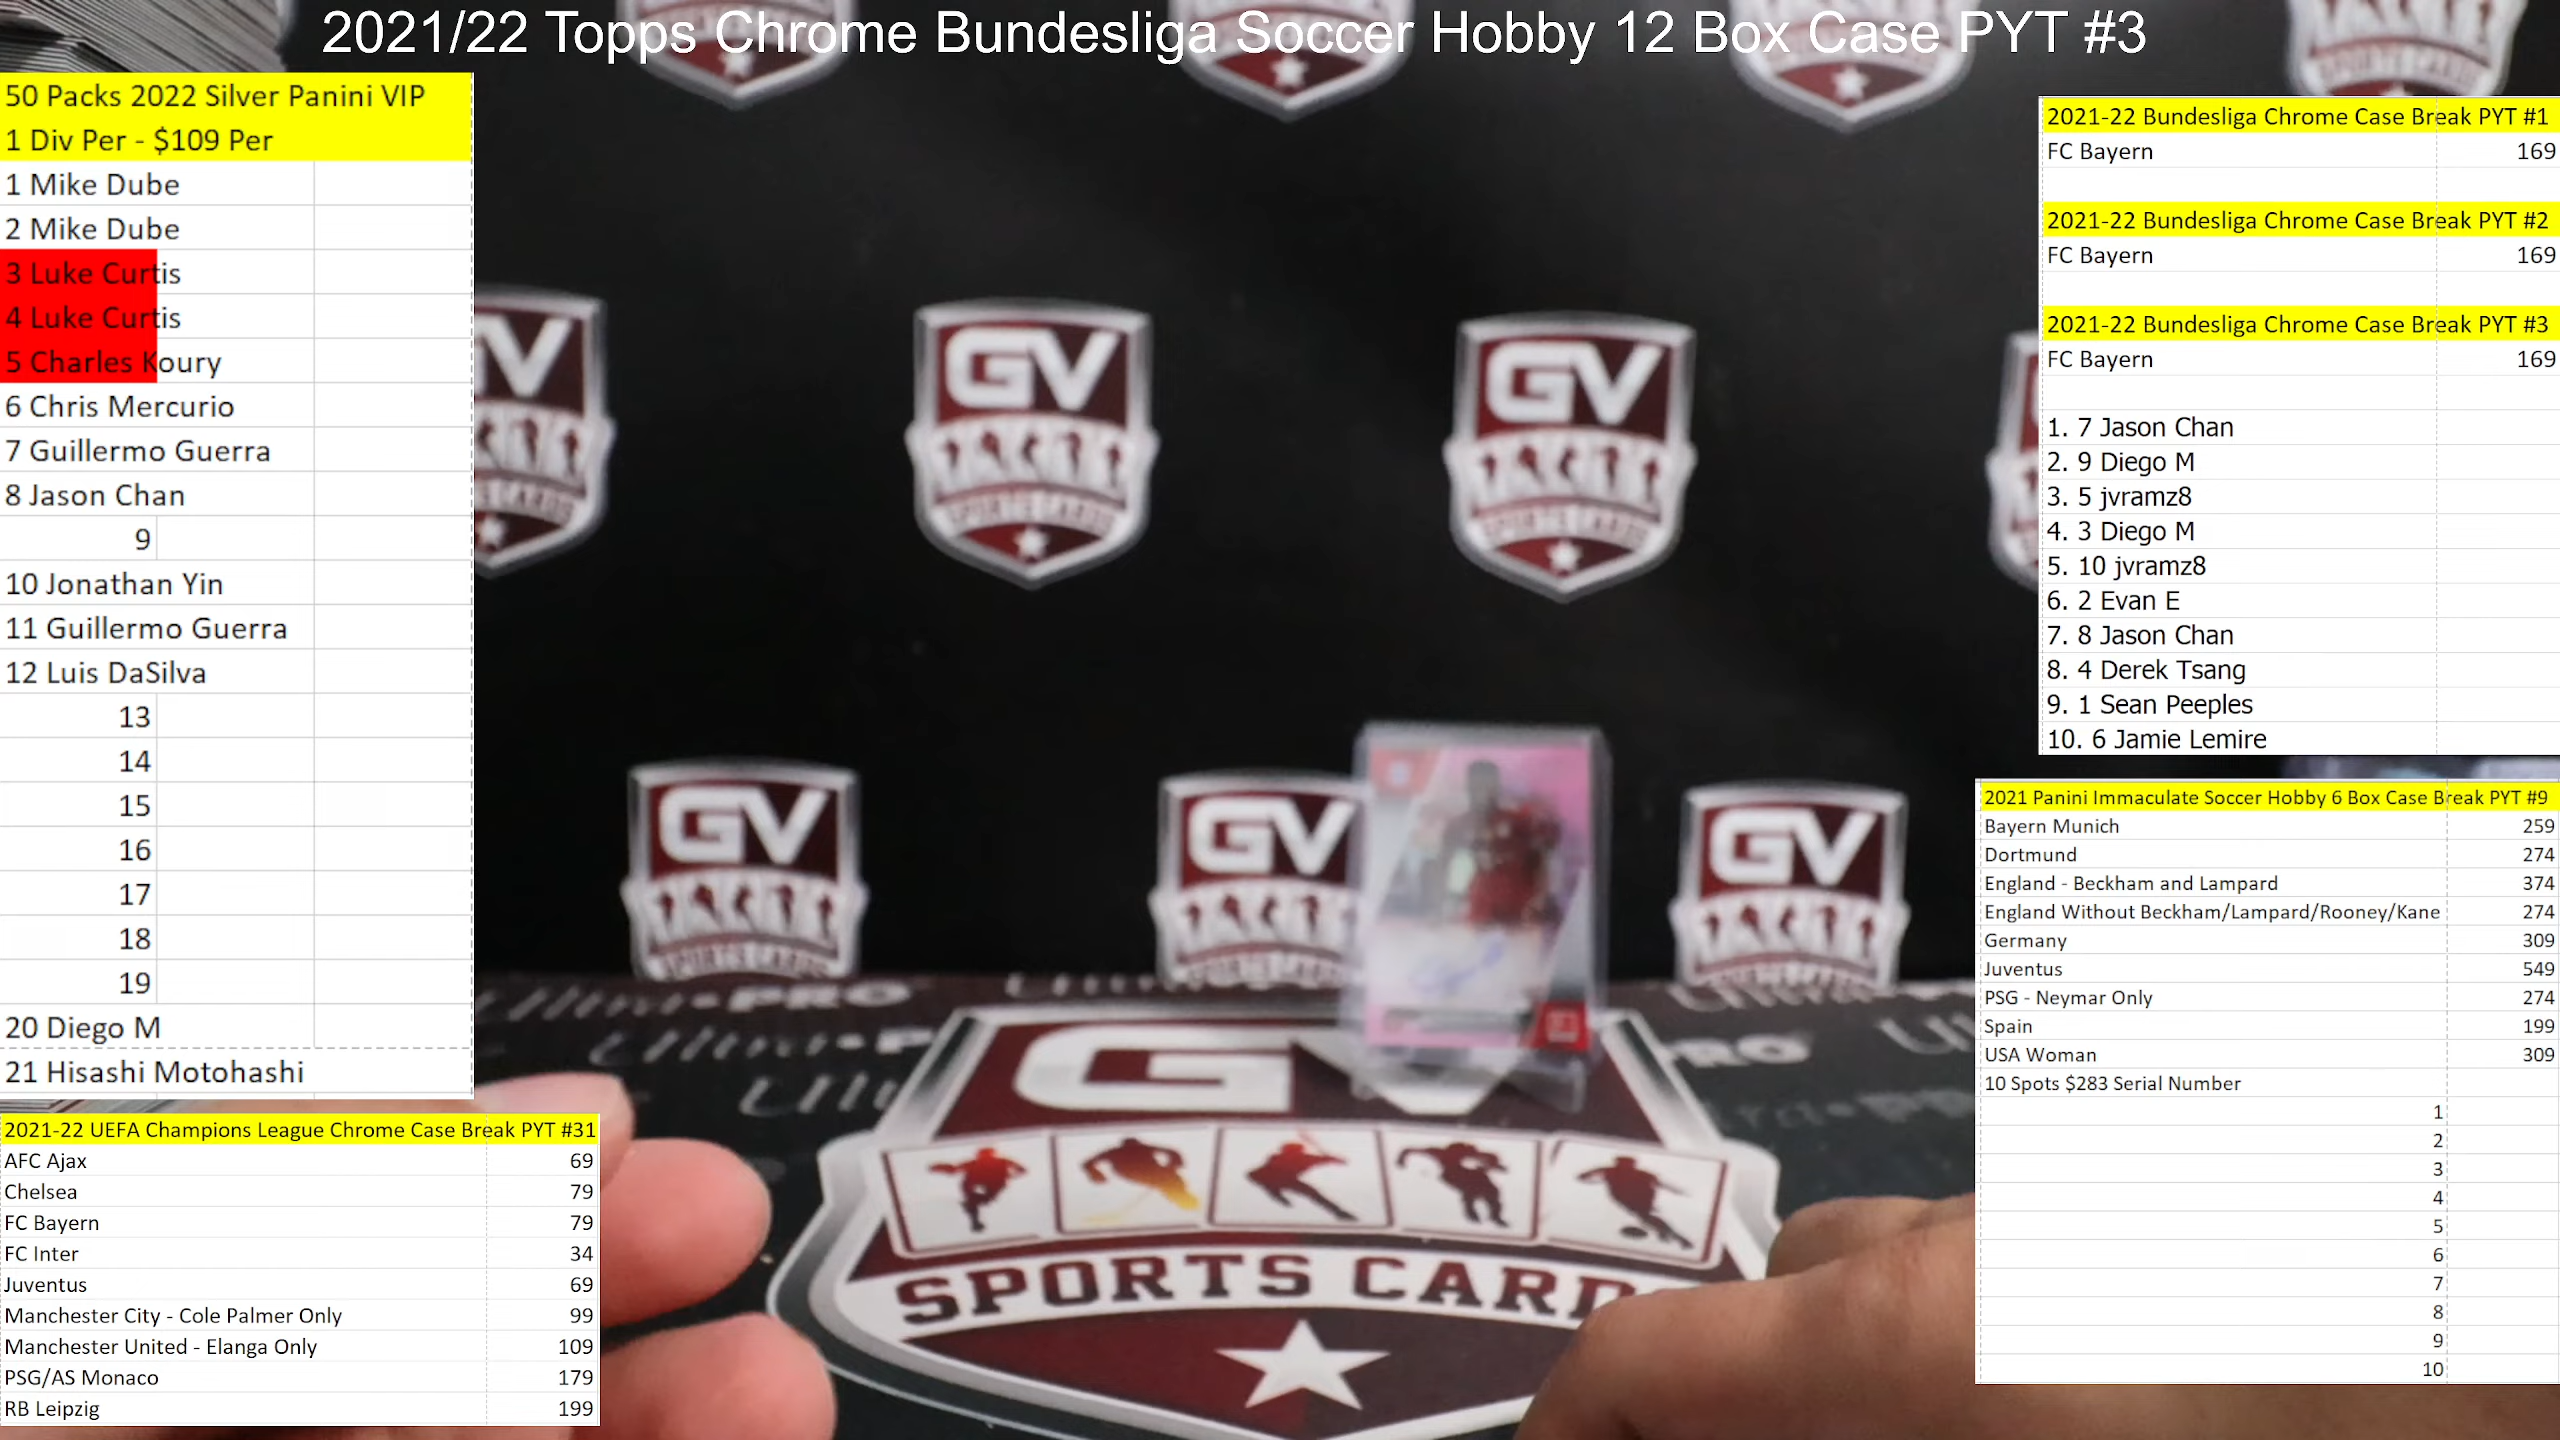 2021/22 Topps Chrome Bundesliga Soccer Hobby 12 Box Case PYT #3
50 Packs 2022 Silver Panini VIP
1 Div Per - $109 Per
1 Mike Dube
2 Mike Dube
3 Luke Curtis
4 Luke Curtis
5 Charles Koury
6 Chris Mercurio
7 Guillermo Guerra
8 Jason Chan
9
10 Jonathan Yin
11 Guillermo Guerra
12 Luis DaSilva
13
14
15
16
17
18
19
20 Diego M
21 Hisashi Motohashi
2021-22 UEFA Champions League Chrome Case Break PYT #31
AFC Ajax 69
Chelsea 79
FC Bayern 79
FC Inter 34
Juventus 69
Manchester City - Cole Palmer Only 99
Manchester United - Elanga Only 109
PSG/AS Monaco 179
RB Leipzig 199
GV
GV
GV
GV
GV
GV
GV
SPORTS CARDS
2021-22 Bundesliga Chrome Case Break PYT #1
FC Bayern 169
2021-22 Bundesliga Chrome Case Break PYT #2
FC Bayern 169
2021-22 Bundesliga Chrome Case Break PYT #3
FC Bayern 169
1. 7 Jason Chan
2. 9 Diego M
3. 5 jvramz8
4. 3 Diego M
5. 10 jvramz8
6. 2 Evan E
7. 8 Jason Chan
8. 4 Derek Tsang
9. 1 Sean Peeples
10. 6 Jamie Lemire
2021 Panini Immaculate Soccer Hobby 6 Box Case Break PYT #9
Bayern Munich 259
Dortmund 274
England - Beckham and Lampard 374
England Without Beckham/Lampard/Rooney/Kane 274
Germany 309
Juventus 549
PSG - Neymar Only 274
Spain 199
USA Woman 309
10 Spots $283 Serial Number
1
2
3
4
5
6
7
8
9
10